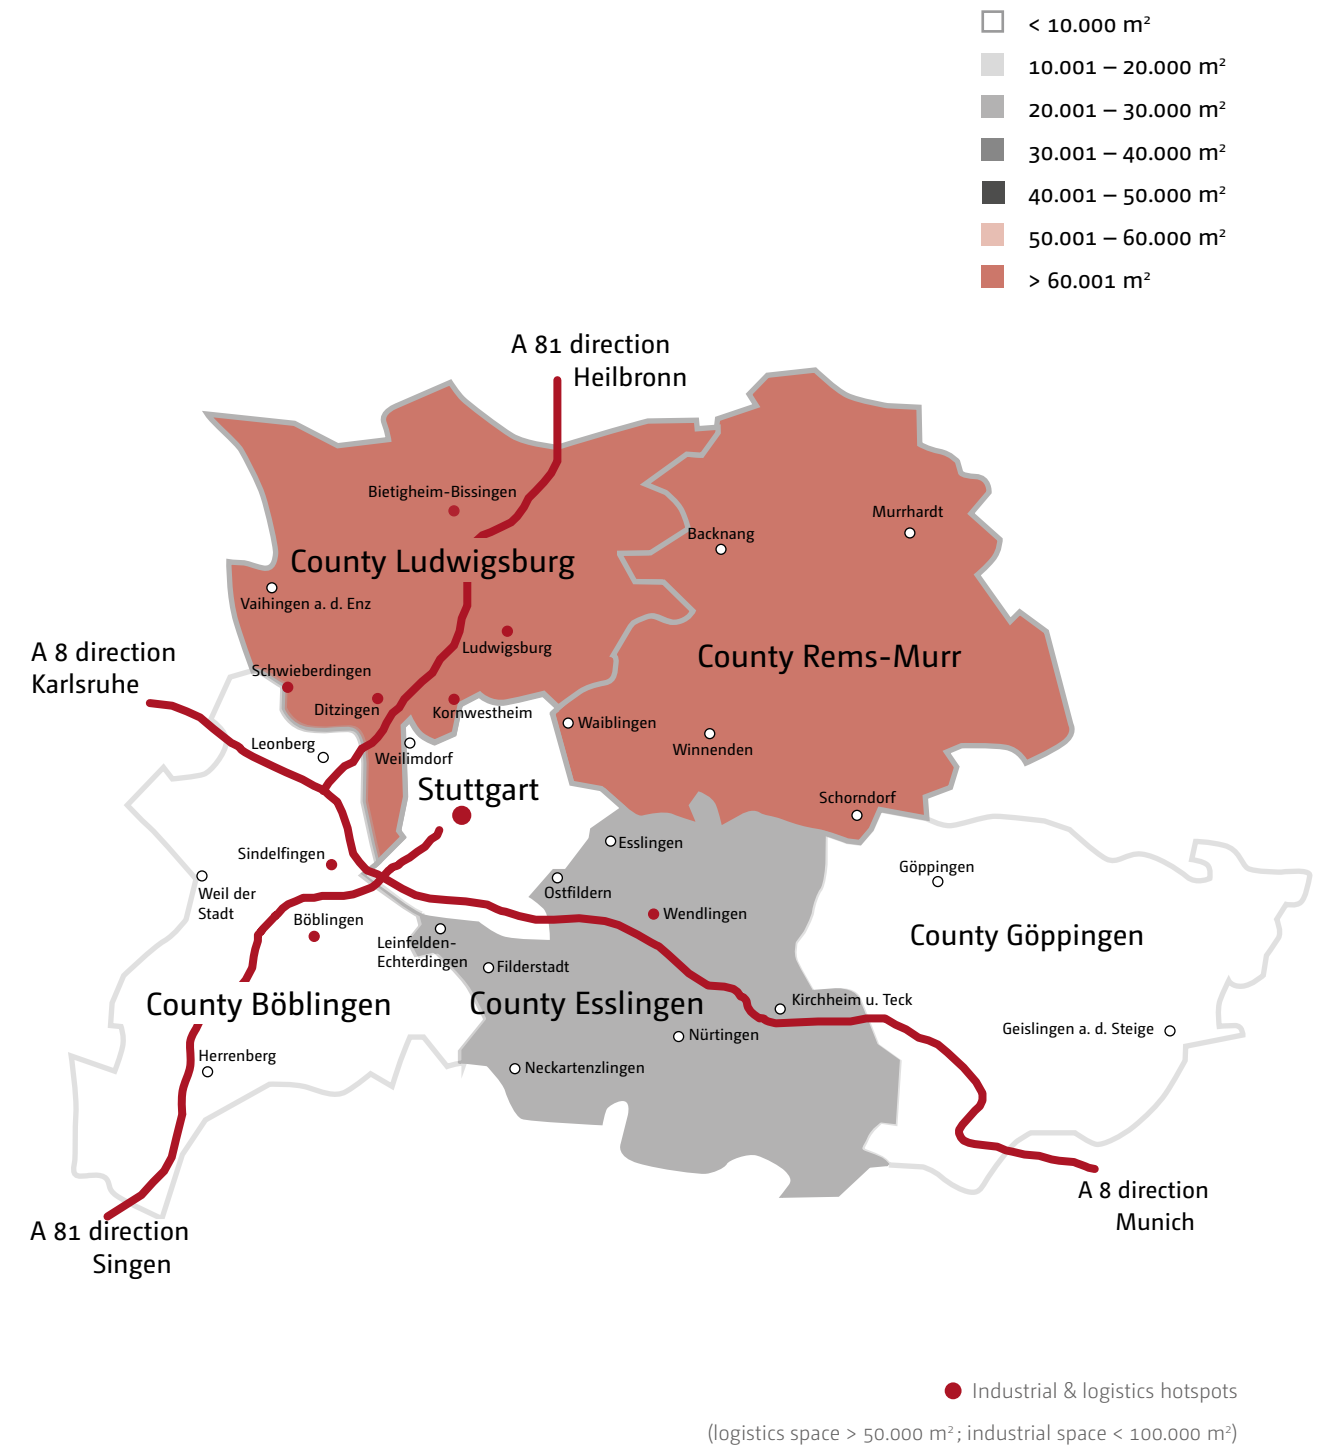 < 10.000 m²
10.001 – 20.000 m²
20.001 – 30.000 m²
30.001 – 40.000 m²
40.001 – 50.000 m²
50.001 – 60.000 m²
> 60.001 m²
A 81 direction
Heilbronn
Bietigheim-Bissingen
Murrhardt
Backnang
County Ludwigsburg
Vaihingen a. d. Enz
A 8 direction
Karlsruhe
Ludwigsburg
County Rems-Murr
Schwieberdingen
Ditzingen
Kornwestheim
Waiblingen
Leonberg
Weilimdorf
Winnenden
Stuttgart
Schorndorf
Esslingen
Sindelfingen
Göppingen
Weil der
Stadt
Ostfildern
Böblingen
Wendlingen
County Göppingen
Leinfelden-
Echterdingen
Filderstadt
County Böblingen
County Esslingen
Kirchheim u. Teck
Nürtingen
Geislingen a. d. Steige
Herrenberg
Neckartenzlingen
A 8 direction
Munich
A 81 direction
Singen
Industrial & logistics hotspots
(logistics space > 50.000 m² ; industrial space < 100.000 m²)